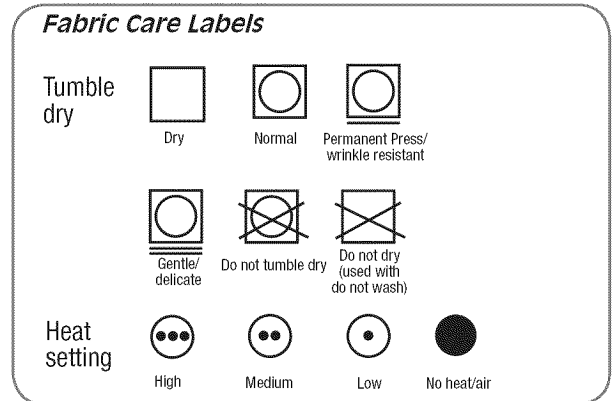 Fabric Care Labels
Tumble
dry
Dry
Normal
Permanent Press/
wrinkle resistant
Gentle/
delicate
Do not tumble dry
Do not dry
(used with
do not wash)
Heat
setting
High
Medium
Low
No heat/air